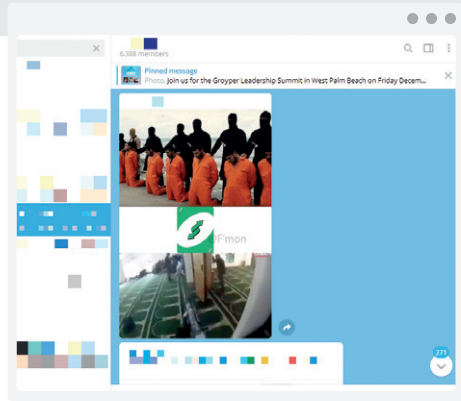 6.388 members
Pinned message
Photo, Join us for the Groyper Leadership Summit in West Palm Beach on Friday Decem...
F'mon
271